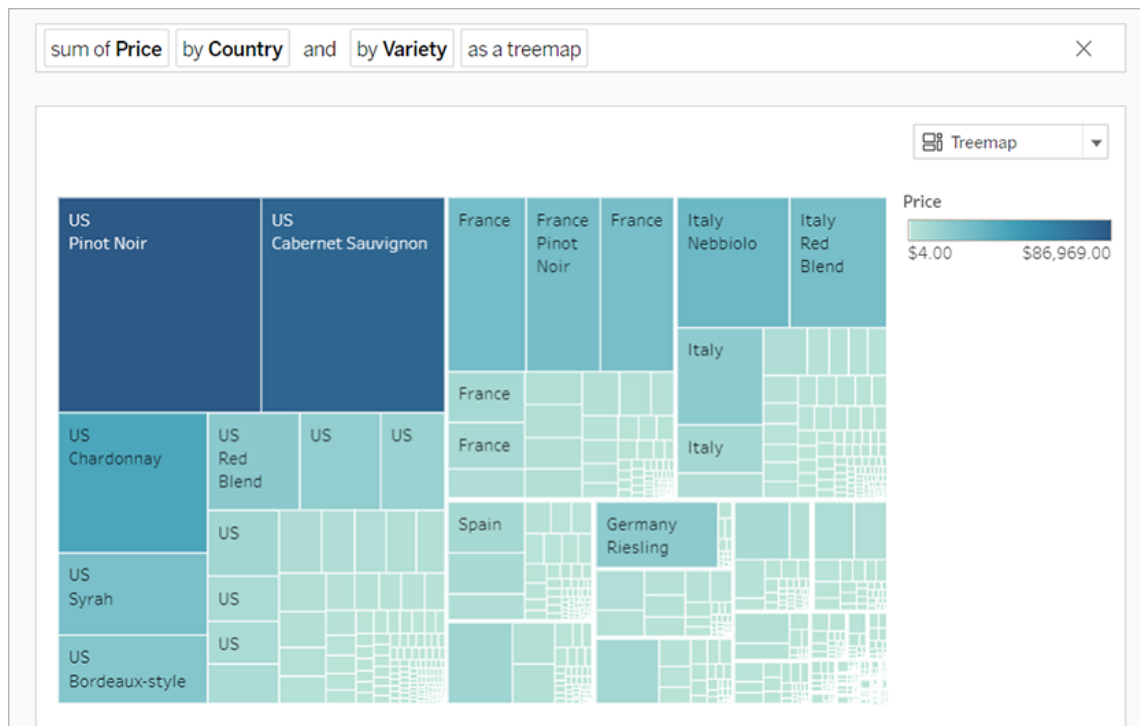 sum of Price by Country and by Variety as a treemap
Treemap
Price
$4.00 $86,969.00
US
Pinot Noir
US
Cabernet Sauvignon
France
France
Pinot
Noir
France
Italy
Nebbiolo
Italy
Red
Blend
Italy
France
France
Italy
US
Chardonnay
US
Red
Blend
US
US
US
US
US
US
Syrah
US
Bordeaux-style
Spain
Germany
Riesling